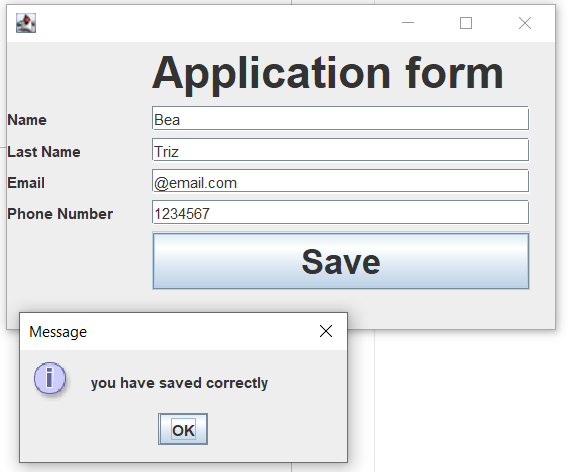 Application form
Name Bea
Last Name Triz
Email @email.com
Phone Number 1234567
Save
Message
i you have saved correctly
OK